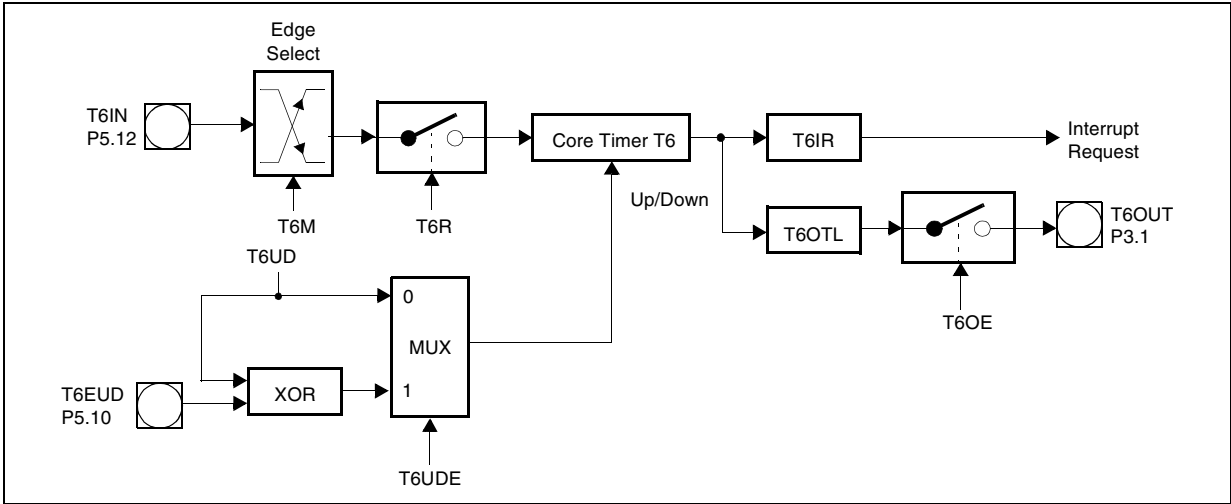 Edge
Select
T6IN
P5.12
Core Timer T6
T6IR
Interrupt
Request
T6M
T6R
Up/Down
T6OTL
T6OUT
P3.1
T6UD
0
MUX
T6OE
T6EUD
P5.10
XOR
1
T6UDE